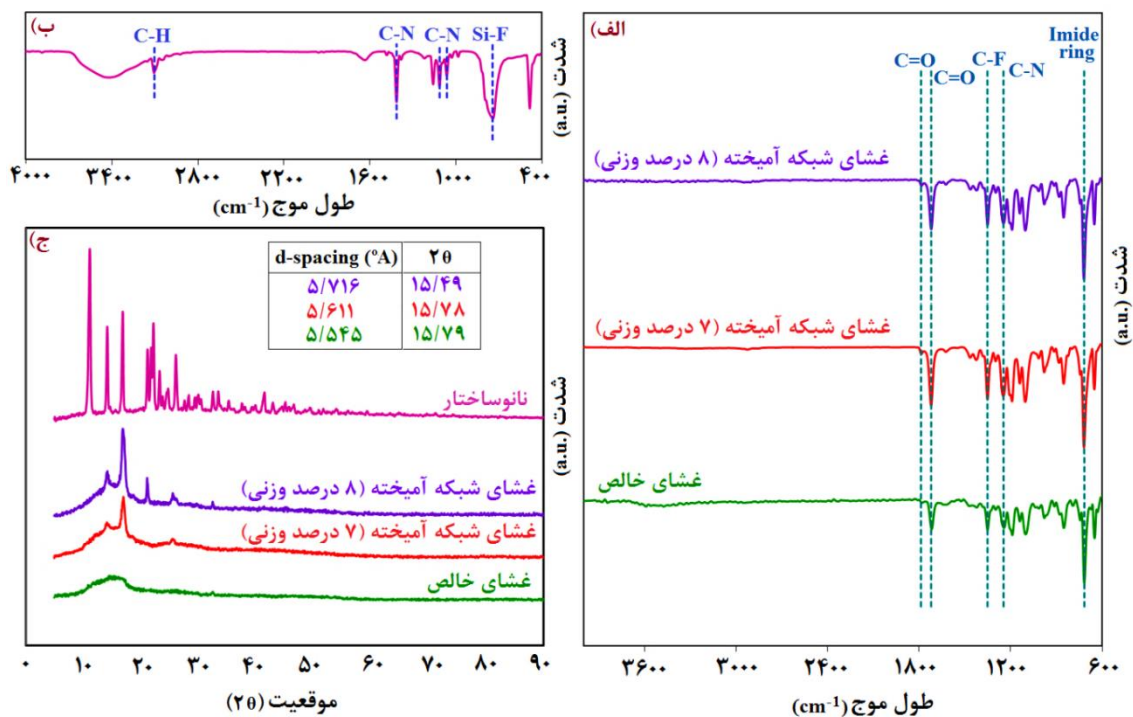 الف)
C=O
C=O
C-F
C-N
Imide
ring
غشای شبکه آمیخته (۸ درصد وزنی)
غشای شبکه آمیخته (۷ درصد وزنی)
غشای خالص
شدت (a.u.)
۳۶۰۰ ۳۰۰۰ ۲۴۰۰ ۱۸۰۰ ۱۲۰۰ ۶۰۰
طول موج (cm⁻¹)
ب)
C-H
C-N
C-N
Si-F
شدت (a.u.)
۴۰۰۰ ۳۴۰۰ ۲۸۰۰ ۲۲۰۰ ۱۶۰۰ ۱۰۰۰ ۴۰۰
طول موج (cm⁻¹)
ج)
d-spacing (ºA) ۲θ
۵/۷۱۶ ۱۵/۴۹
۵/۶۱۱ ۱۵/۷۸
۵/۵۴۵ ۱۵/۷۹
نانوساختار
غشای شبکه آمیخته (۸ درصد وزنی)
غشای شبکه آمیخته (۷ درصد وزنی)
غشای خالص
شدت (a.u.)
۰ ۱۰ ۲۰ ۳۰ ۴۰ ۵۰ ۶۰ ۷۰ ۸۰ ۹۰
موقعیت (۲θ)